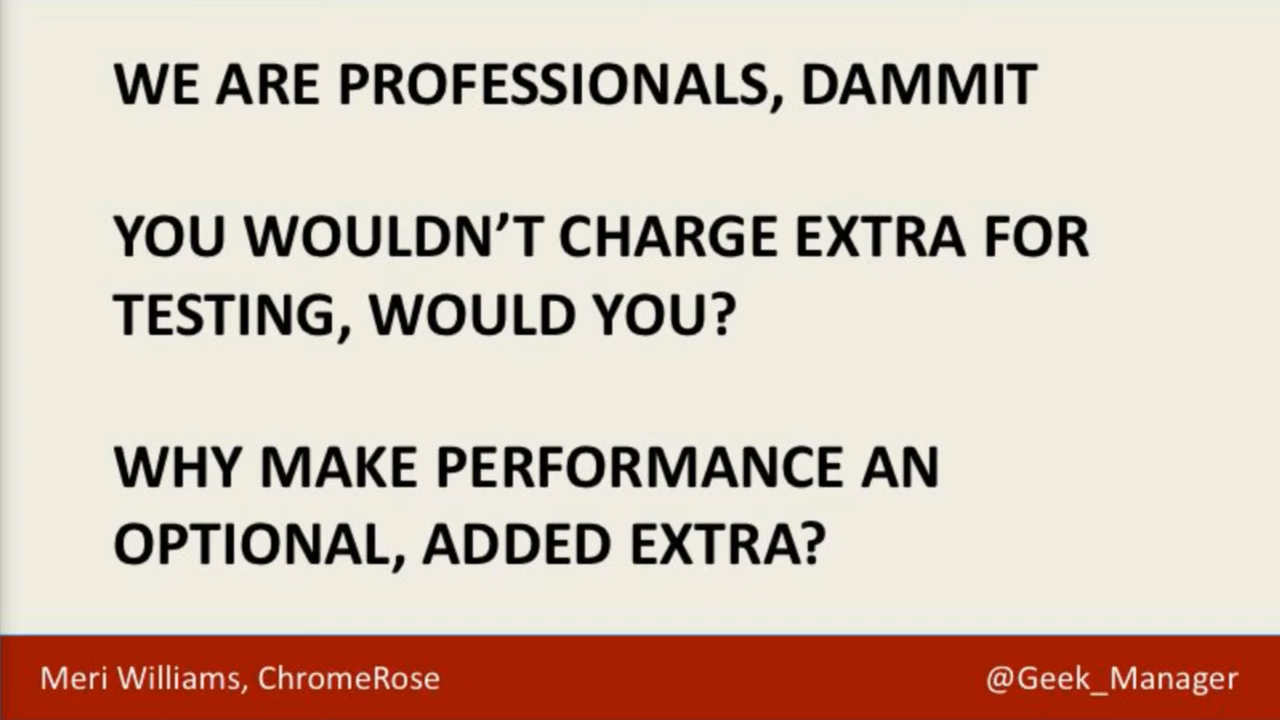 WE ARE PROFESSIONALS, DAMMIT
YOU WOULDN’T CHARGE EXTRA FOR
TESTING, WOULD YOU?
WHY MAKE PERFORMANCE AN
OPTIONAL, ADDED EXTRA?
Meri Williams, ChromeRose
@Geek_Manager